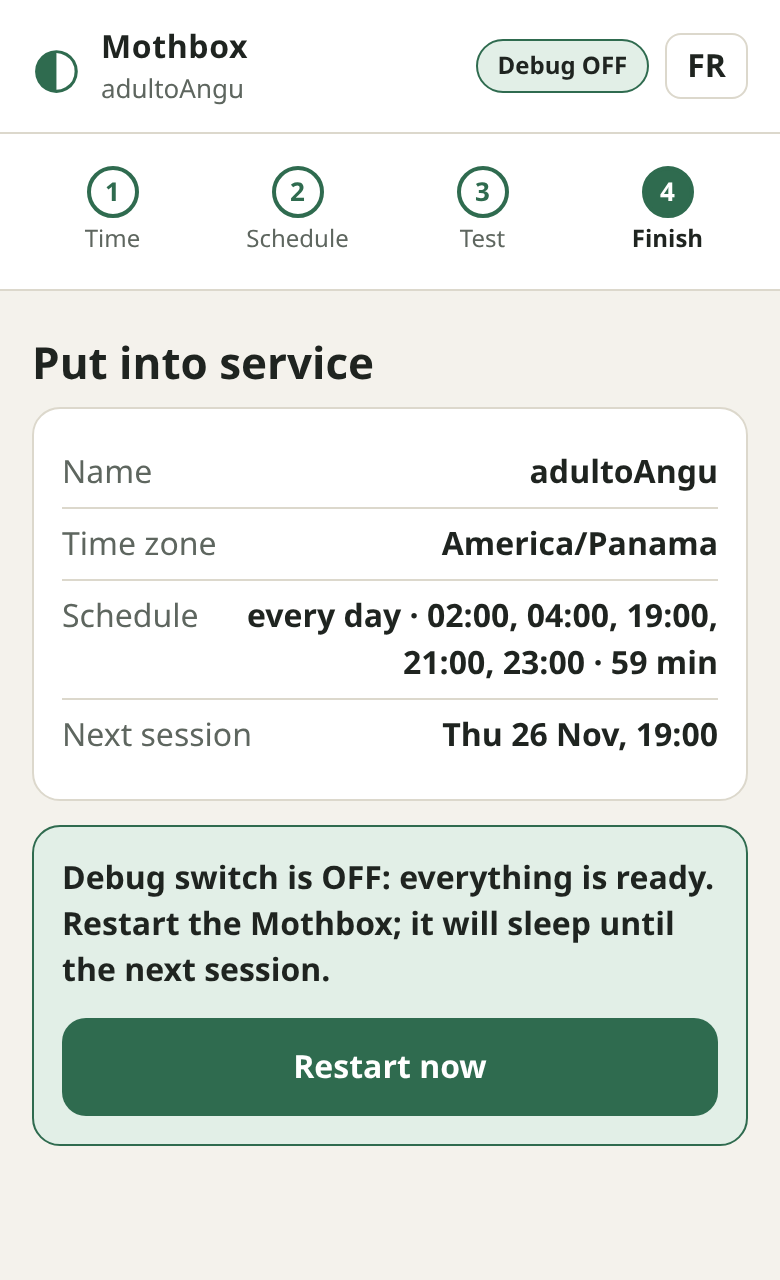 Mothbox
adultoAngu
Debug OFF
FR
1
Time
2
Schedule
3
Test
4
Finish
Put into service
Name adultoAngu
Time zone America/Panama
Schedule every day · 02:00, 04:00, 19:00,
21:00, 23:00 · 59 min
Next session Thu 26 Nov, 19:00
Debug switch is OFF: everything is ready.
Restart the Mothbox; it will sleep until
the next session.
Restart now